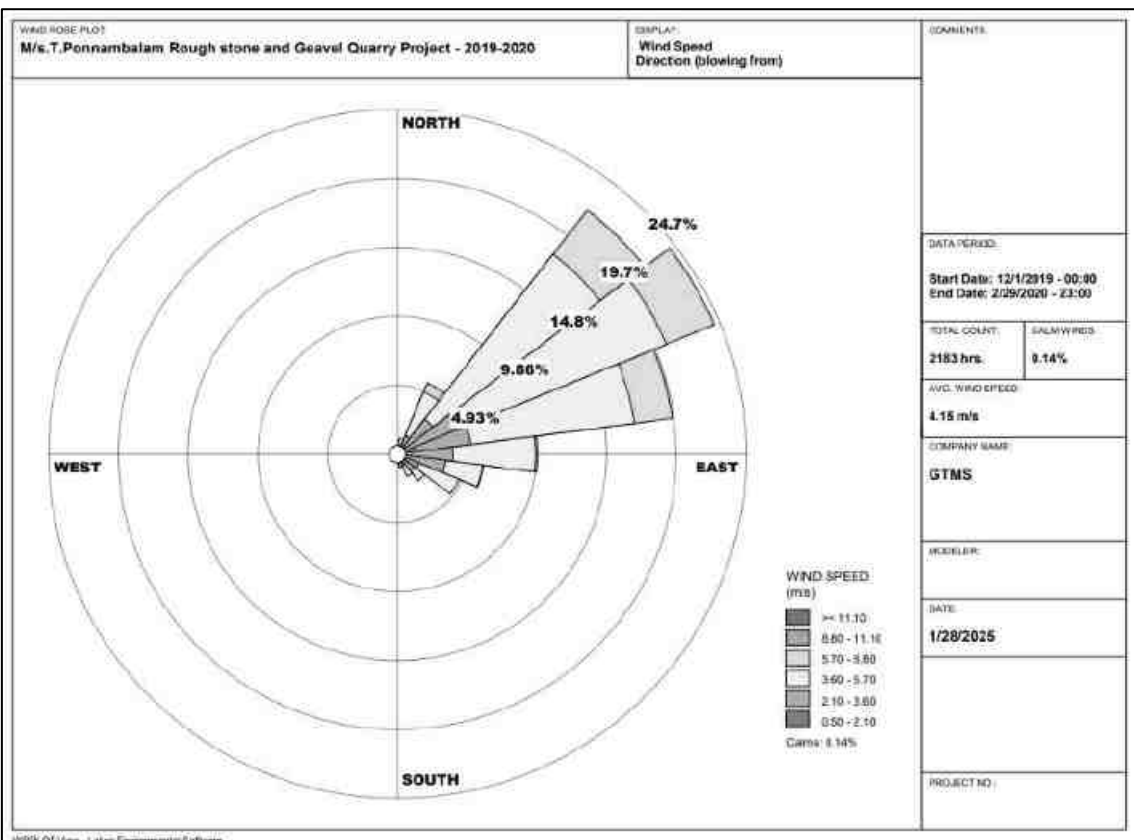 WIND ROSE PLOT:
M/s.T.Ponnambalam Rough stone and Geavel Quarry Project - 2019-2020
DISPLAY:
Wind Speed
Direction (blowing from)
COMMENTS:
NORTH
24.7%
19.7%
14.8%
9.86%
4.93%
WEST
EAST
SOUTH
WIND SPEED
(m/s)
>= 11.10
8.80 - 11.10
5.70 - 8.80
3.60 - 5.70
2.10 - 3.60
0.50 - 2.10
Calms: 0.14%
DATA PERIOD:
Start Date: 12/1/2019 - 00:00
End Date: 2/29/2020 - 23:00
TOTAL COUNT:
2183 hrs.
CALM WINDS:
0.14%
AVG. WIND SPEED:
4.15 m/s
COMPANY NAME:
GTMS
MODELER:
DATE:
1/28/2025
PROJECT NO.: